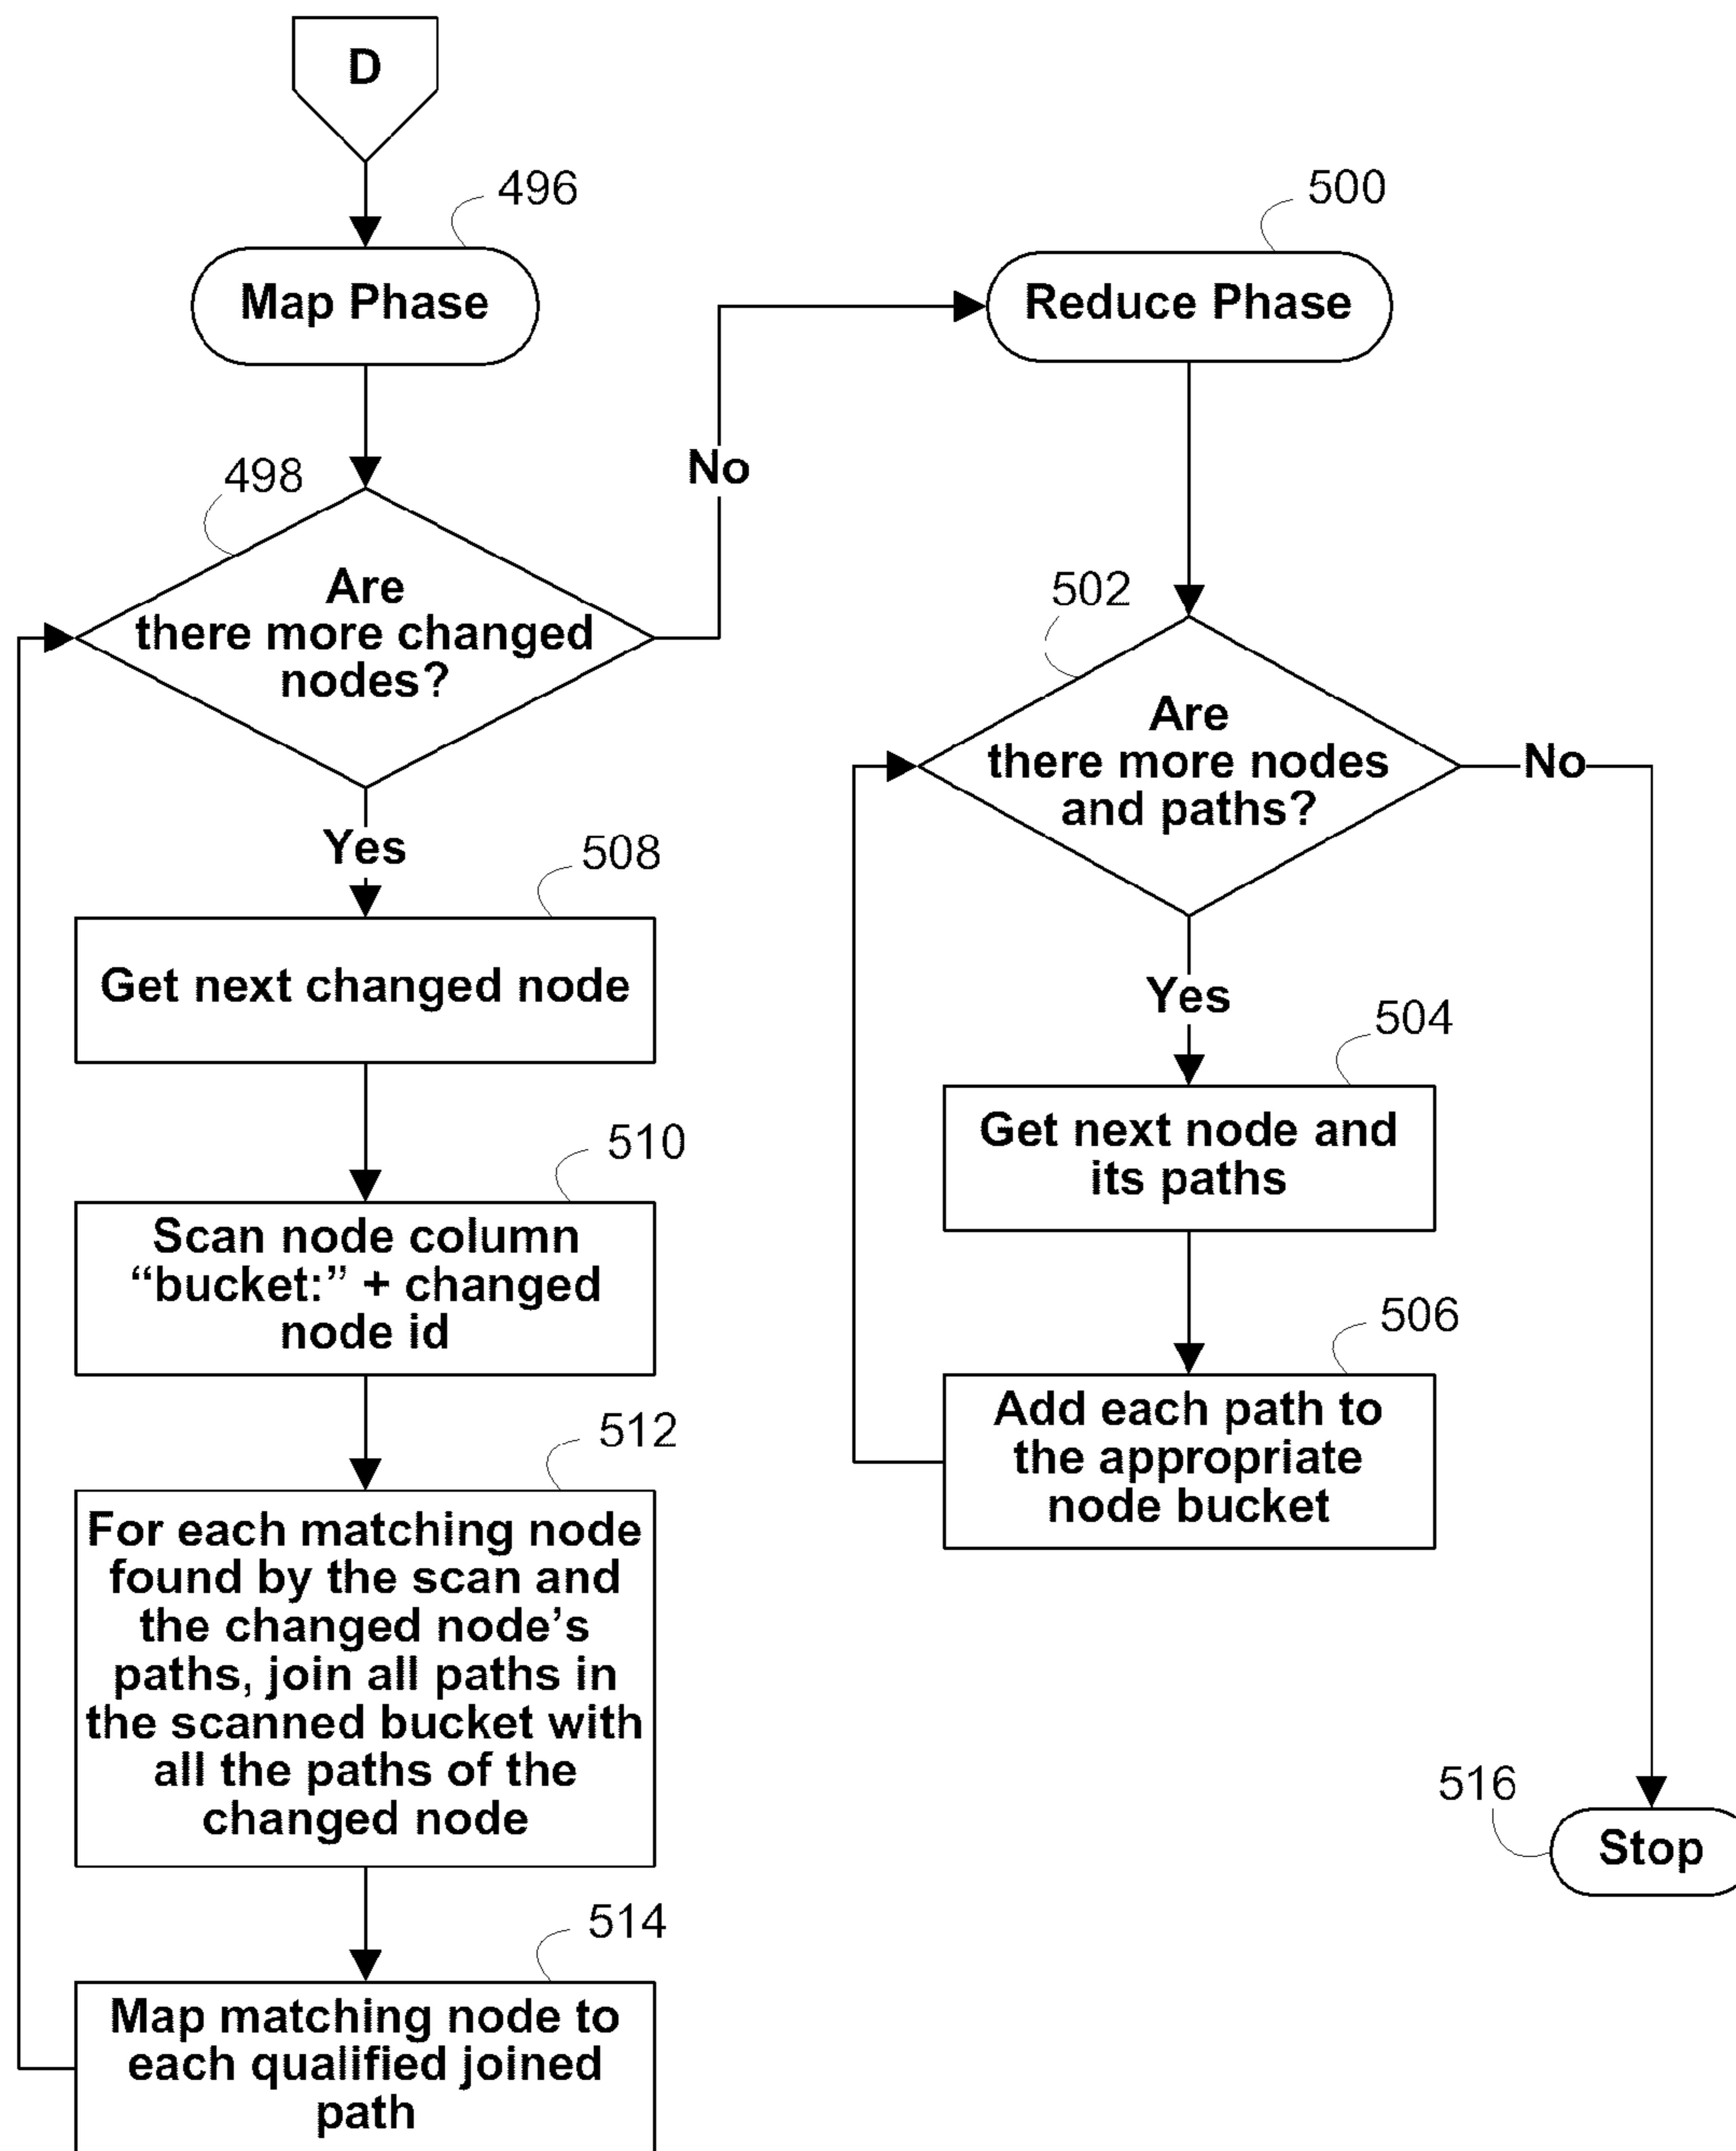 D
496
Map Phase
498
Are
there more changed
nodes?
No
Yes
508
Get next changed node
510
Scan node column
“bucket:” + changed
node id
512
For each matching node
found by the scan and
the changed node’s
paths, join all paths in
the scanned bucket with
all the paths of the
changed node
514
Map matching node to
each qualified joined
path
500
Reduce Phase
502
Are
there more nodes
and paths?
No
Yes
504
Get next node and
its paths
506
Add each path to
the appropriate
node bucket
516
Stop